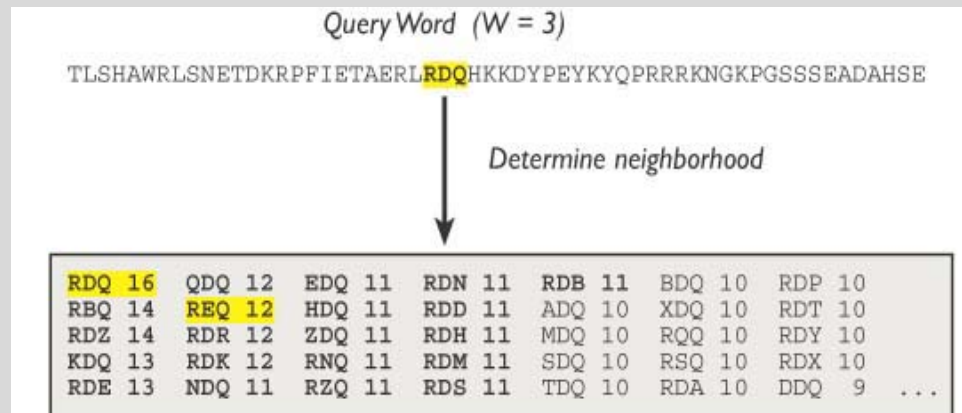 Query Word (W = 3)
TLSHAWRLSNETDKRPFIETAERLRDQHKKDYPEYKYQPRRRKNGKPGSSSEADAHSE
Determine neighborhood
RDQ 16 QDQ 12 EDQ 11 RDN 11 RDB 11 BDQ 10 RDP 10
RBQ 14 REQ 12 HDQ 11 RDD 11 ADQ 10 XDQ 10 RDT 10
RDZ 14 RDR 12 ZDQ 11 RDH 11 MDQ 10 RQQ 10 RDY 10
KDQ 13 RDK 12 RNQ 11 RDM 11 SDQ 10 RSQ 10 RDX 10
RDE 13 NDQ 11 RZQ 11 RDS 11 TDQ 10 RDA 10 DDQ 9 ...